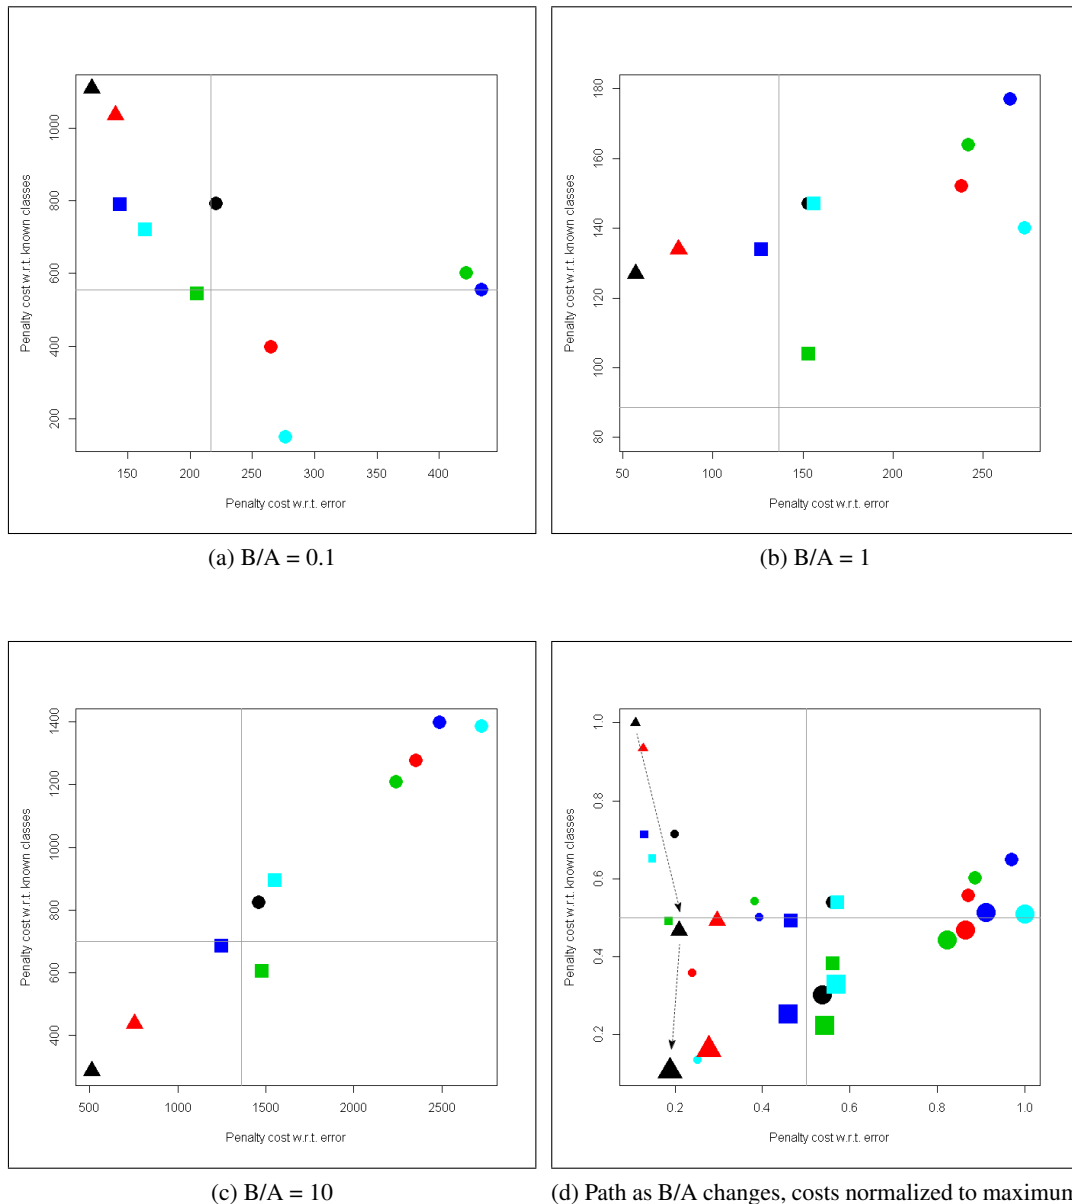 1000
800
600
400
200
Penalty cost w.r.t. known classes
150 200 250 300 350 400
Penalty cost w.r.t. error
(a) B/A = 0.1
180
160
140
120
100
80
Penalty cost w.r.t. known classes
50 100 150 200 250
Penalty cost w.r.t. error
(b) B/A = 1
1400
1200
1000
800
600
400
Penalty cost w.r.t. known classes
500 1000 1500 2000 2500
Penalty cost w.r.t. error
(c) B/A = 10
1.0
0.8
0.6
0.4
0.2
Penalty cost w.r.t. known classes
0.2 0.4 0.6 0.8 1.0
Penalty cost w.r.t. error
(d) Path as B/A changes, costs normalized to maximum